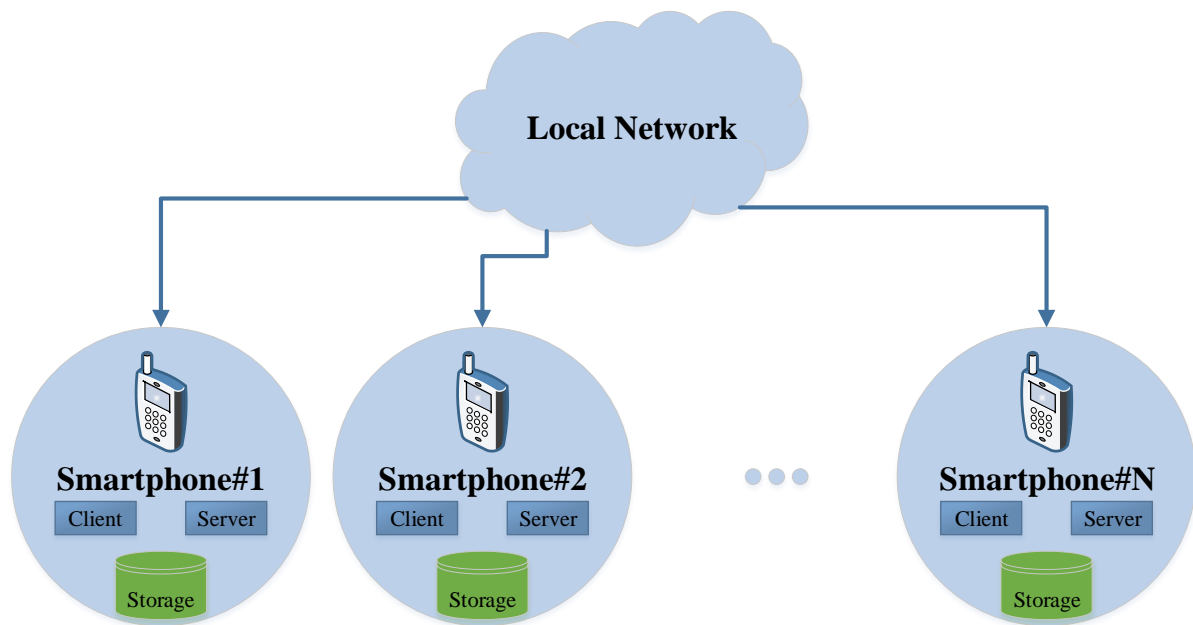 Local Network
Smartphone#1
Client
Server
Storage
Smartphone#2
Client
Server
Storage
Smartphone#N
Client
Server
Storage